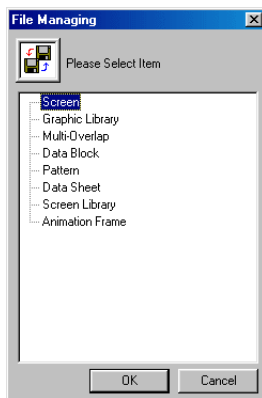 File Managing
Please Select Item
Screen
Graphic Library
Multi-Overlap
Data Block
Pattern
Data Sheet
Screen Library
Animation Frame
OK Cancel